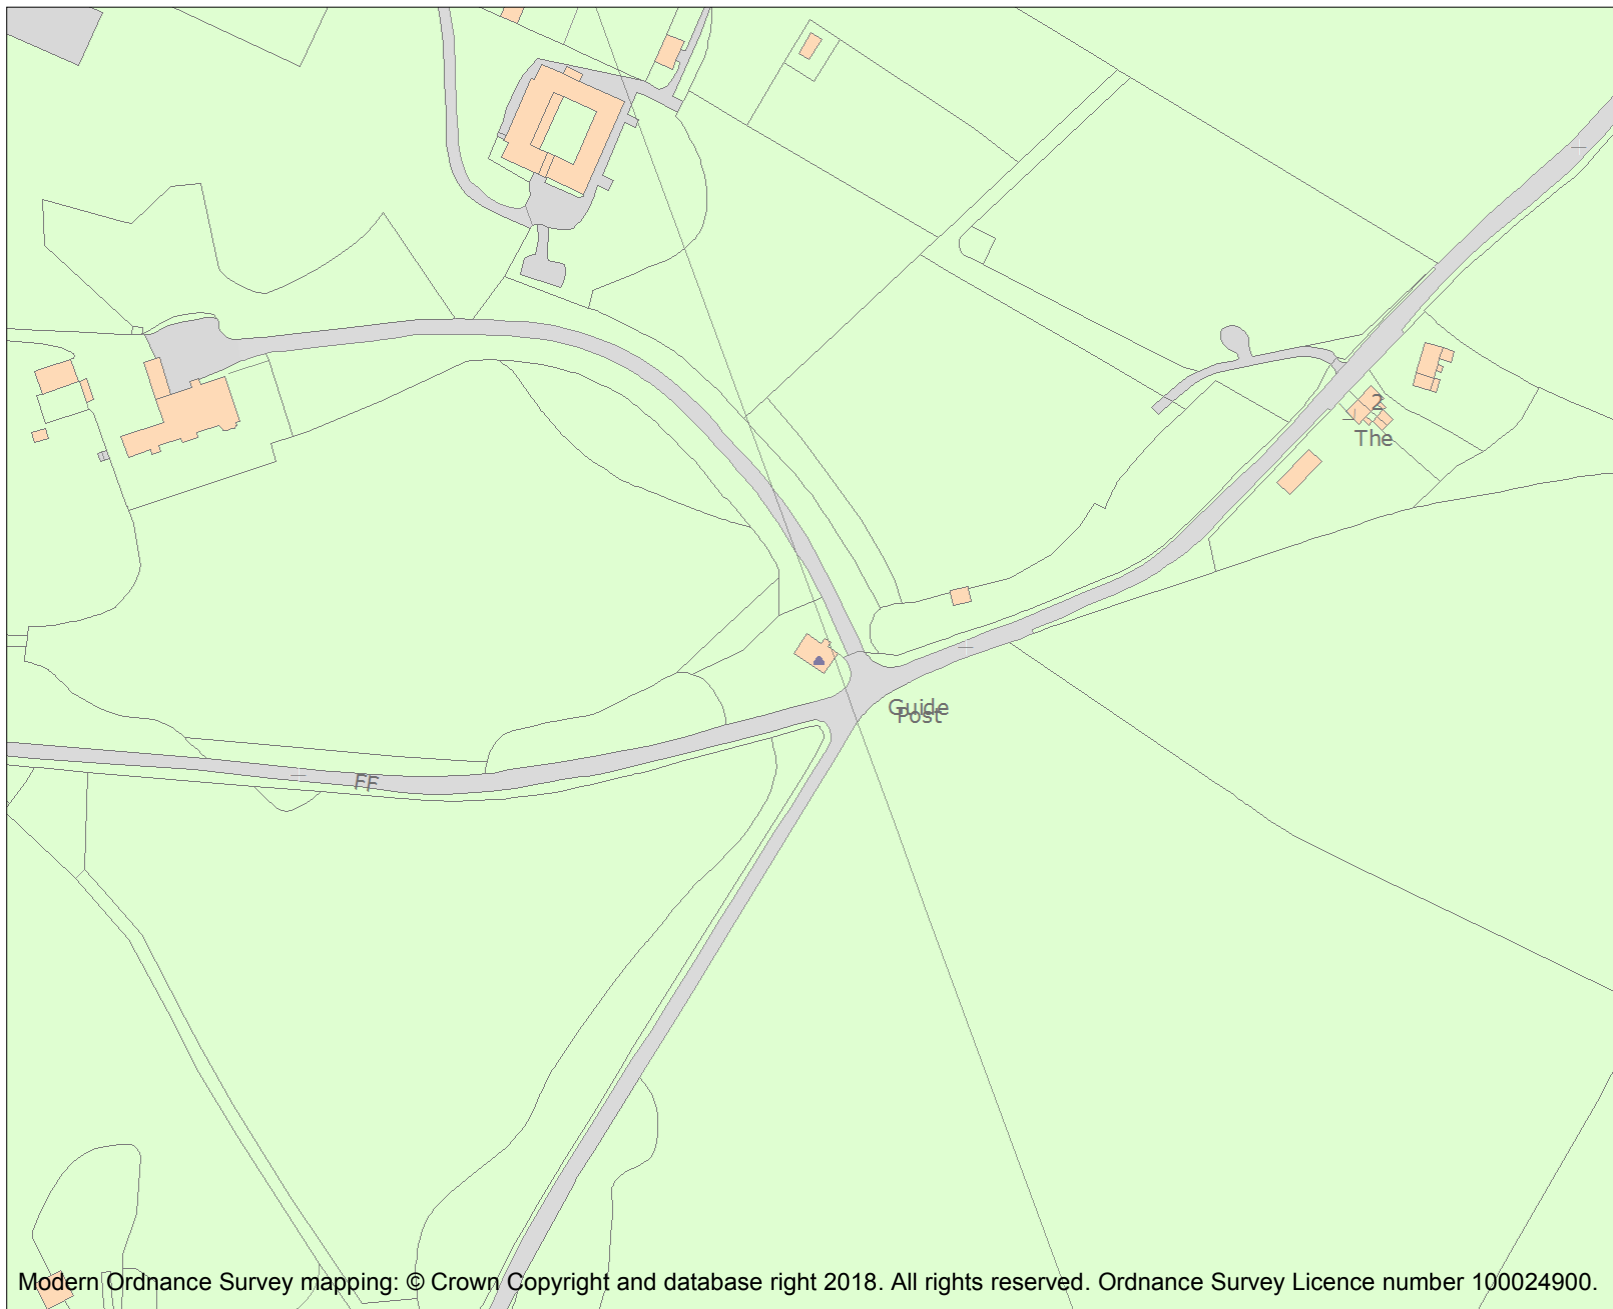 2
The
Guide
Post
FF
Modern Ordnance Survey mapping: © Crown Copyright and database right 2018. All rights reserved. Ordnance Survey Licence number 100024900.